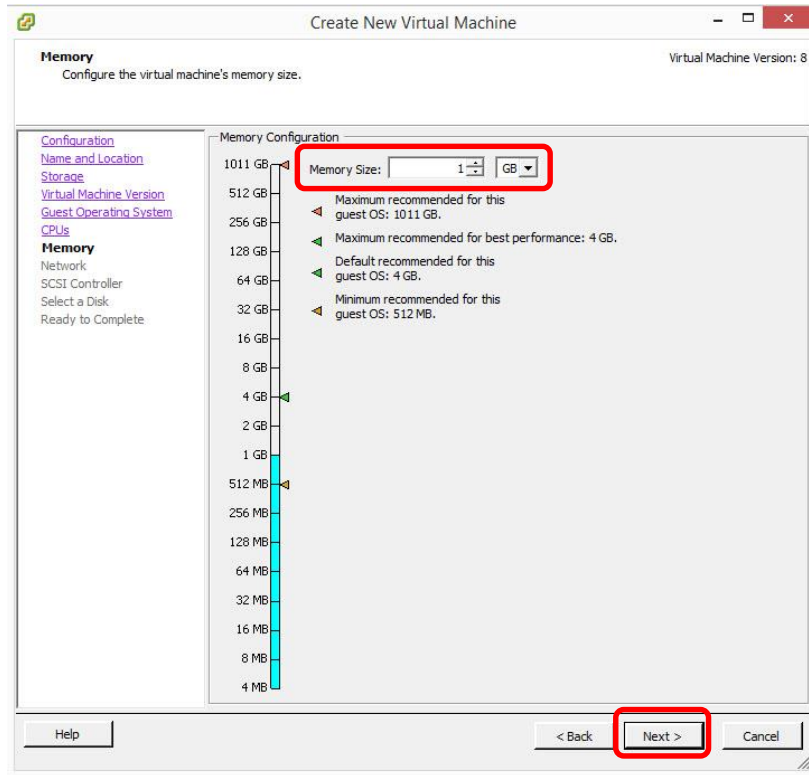 Create New Virtual Machine
Memory
Configure the virtual machine's memory size.
Virtual Machine Version: 8
Configuration
Name and Location
Storage
Virtual Machine Version
Guest Operating System
CPUs
Memory
Network
SCSI Controller
Select a Disk
Ready to Complete
Memory Configuration
1011 GB
512 GB
256 GB
128 GB
64 GB
32 GB
16 GB
8 GB
4 GB
2 GB
1 GB
512 MB
256 MB
128 MB
64 MB
32 MB
16 MB
8 MB
4 MB
Memory Size: 1 GB
Maximum recommended for this
guest OS: 1011 GB.
Maximum recommended for best performance: 4 GB.
Default recommended for this
guest OS: 4 GB.
Minimum recommended for this
guest OS: 512 MB.
Help
< Back
Next >
Cancel